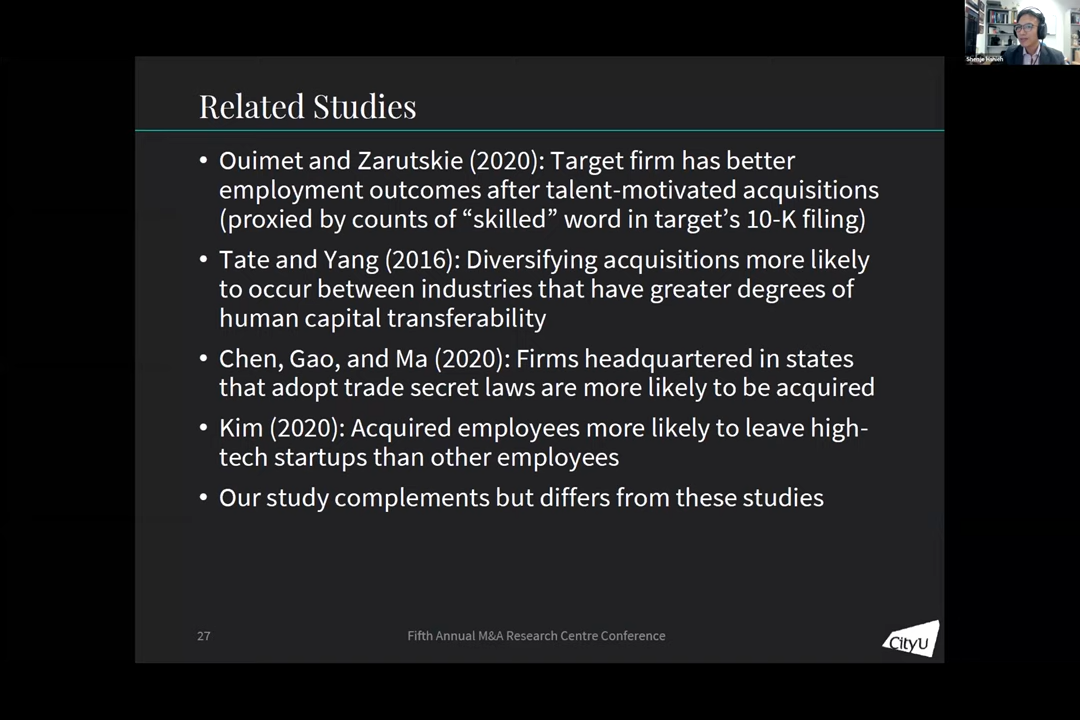 Related Studies
• Ouimet and Zarutskie (2020): Target firm has better
employment outcomes after talent-motivated acquisitions
(proxied by counts of “skilled” word in target’s 10-K filing)
• Tate and Yang (2016): Diversifying acquisitions more likely
to occur between industries that have greater degrees of
human capital transferability
• Chen, Gao, and Ma (2020): Firms headquartered in states
that adopt trade secret laws are more likely to be acquired
• Kim (2020): Acquired employees more likely to leave high-
tech startups than other employees
• Our study complements but differs from these studies
27
Fifth Annual M&A Research Centre Conference
CityU